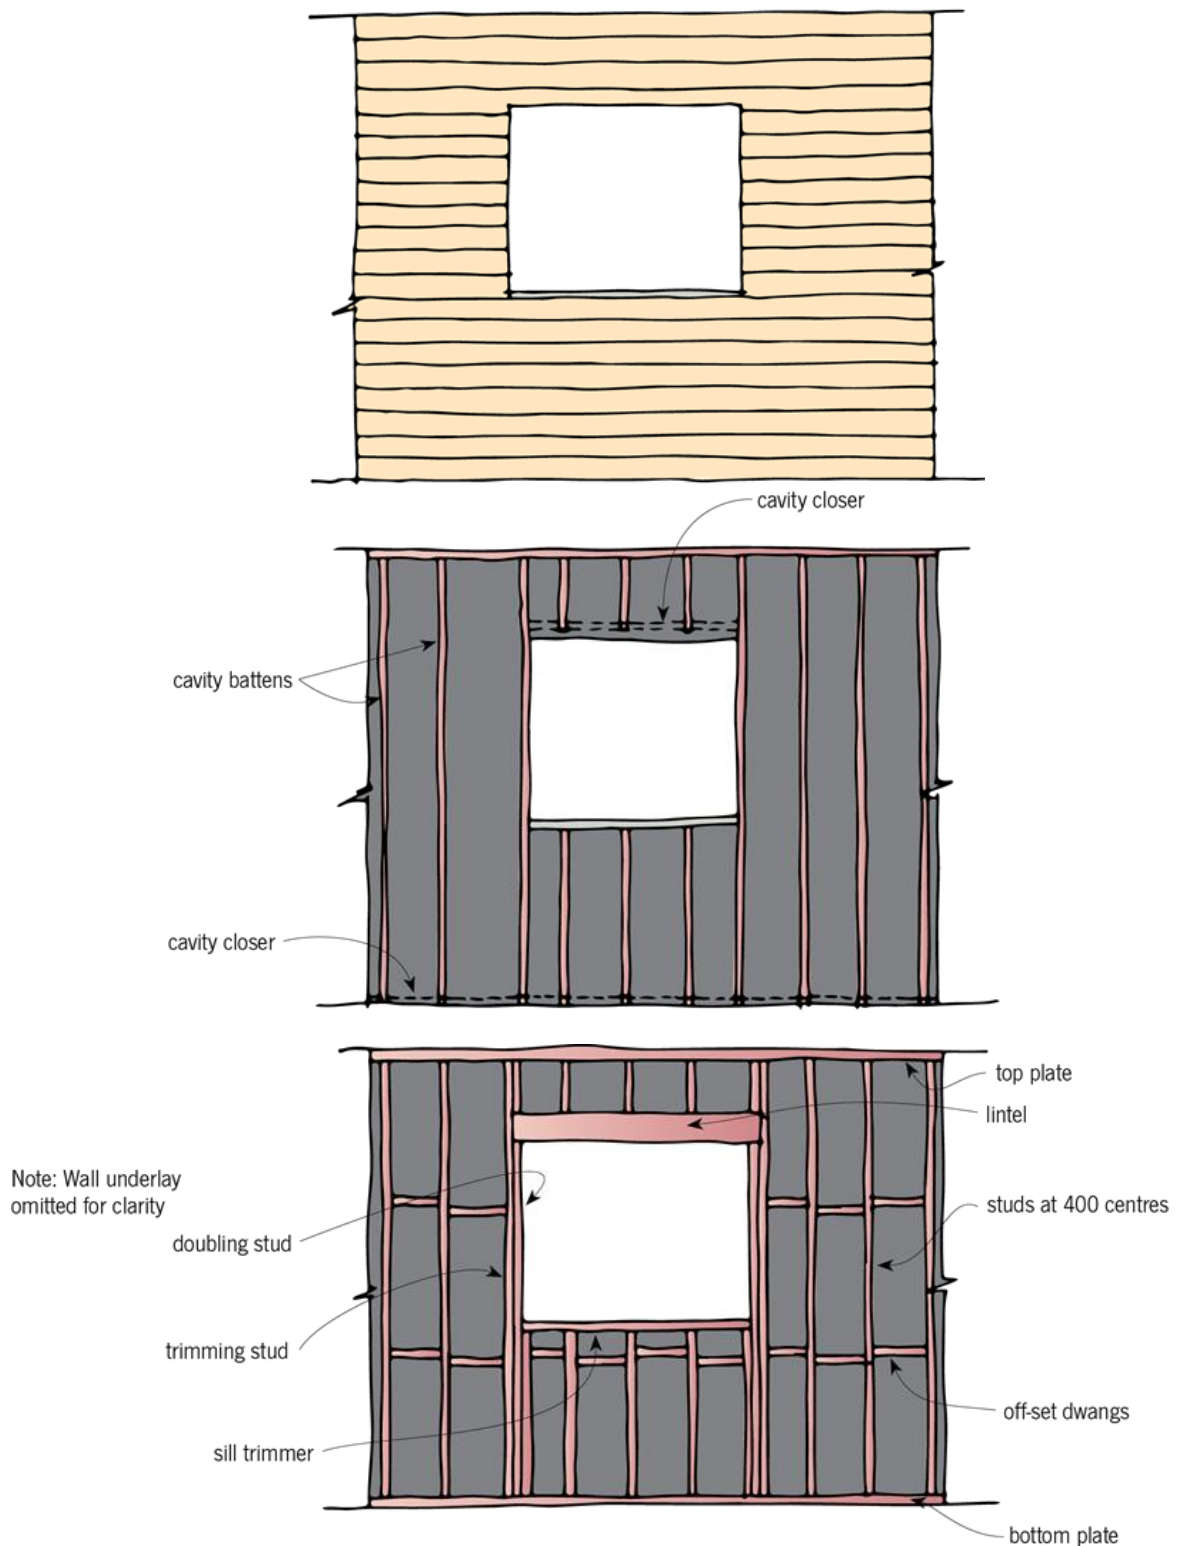 cavity closer
cavity battens
cavity closer
top plate
lintel
Note: Wall underlay
omitted for clarity
studs at 400 centres
doubling stud
trimming stud
off-set dwangs
sill trimmer
bottom plate